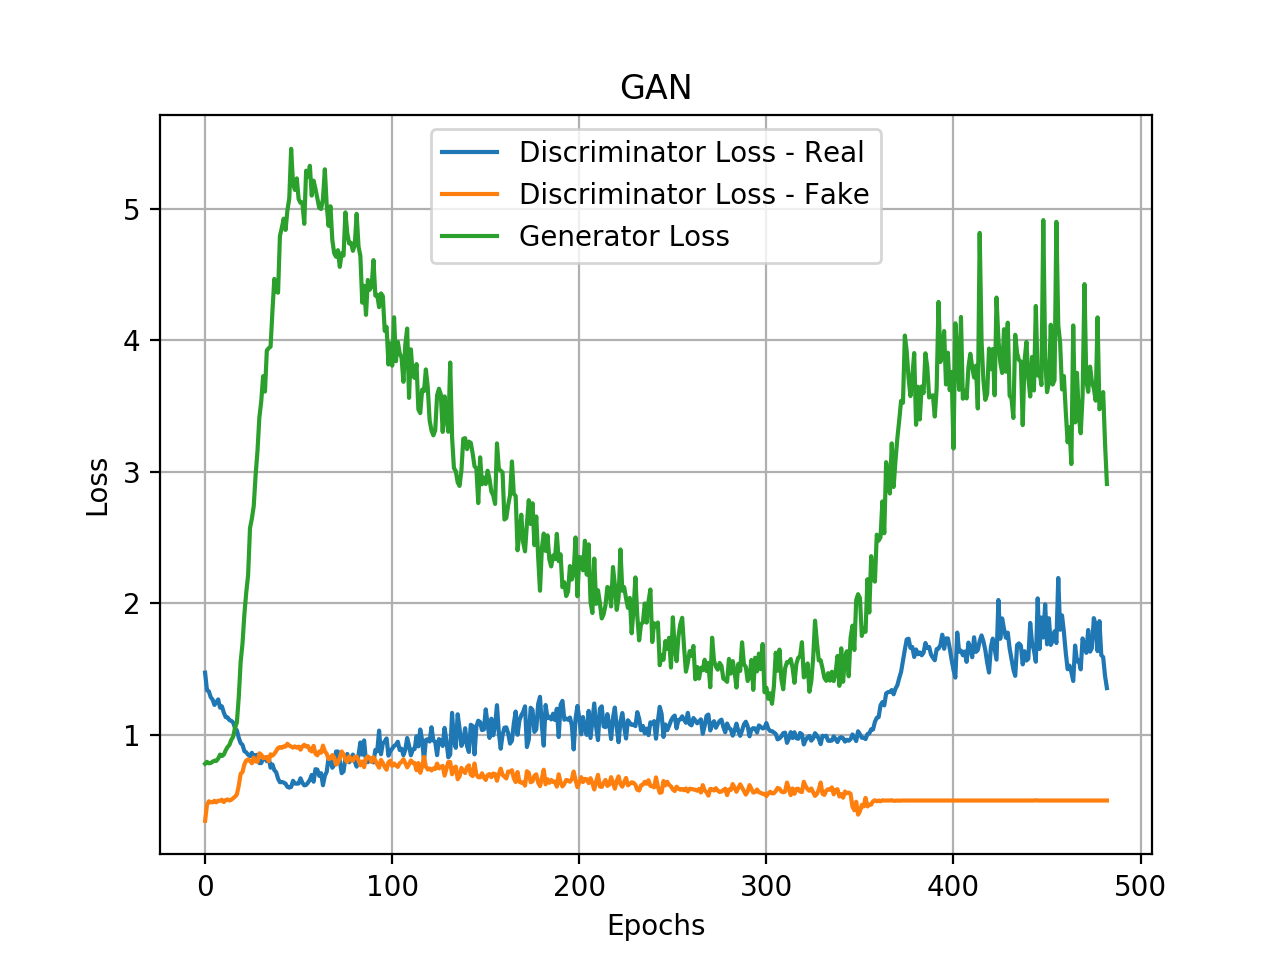 GAN
Discriminator Loss - Real
Discriminator Loss - Fake
Generator Loss
5
4
3
2
1
Loss
0 100 200 300 400 500
Epochs